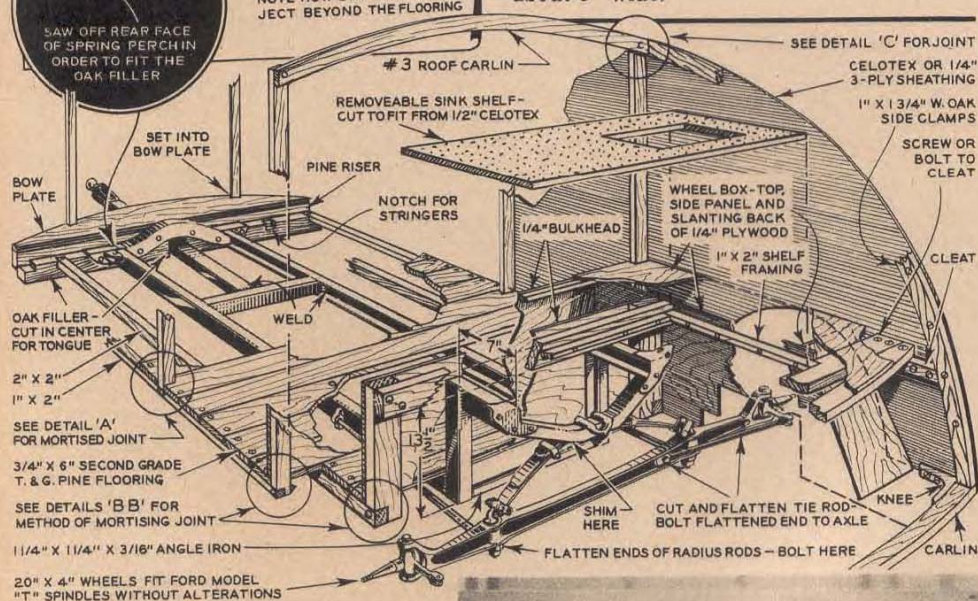 JECT BEYOND THE FLOORING
SAW OFF REAR FACE
OF SPRING PERCH IN
ORDER TO FIT THE
OAK FILLER
#3 ROOF CARLIN
SEE DETAIL 'C' FOR JOINT
CELOTEX OR 1/4"
3-PLY SHEATHING
1" X 1 3/4" W. OAK
SIDE CLAMPS
SCREW OR
BOLT TO
CLEAT
REMOVEABLE SINK SHELF-
CUT TO FIT FROM 1/2" CELOTEX
SET INTO
BOW PLATE
PINE RISER
BOW
PLATE
NOTCH FOR
STRINGERS
1/4" BULKHEAD
WHEEL BOX-TOP,
SIDE PANEL AND
SLANTING BACK
OF 1/4" PLYWOOD
1" X 2" SHELF
FRAMING
CLEAT
OAK FILLER-
CUT IN CENTER
FOR TONGUE
WELD
7"
2" X 2"
1" X 2"
SEE DETAIL 'A'
FOR MORTISED JOINT
3/4" X 6" SECOND GRADE
T. & G. PINE FLOORING
13 1/2"
SEE DETAILS 'BB' FOR
METHOD OF MORTISING JOINT
SHIM
HERE
CUT AND FLATTEN TIE ROD-
BOLT FLATTENED END TO AXLE
KNEE
1 1/4" X 1 1/4" X 3/16" ANGLE IRON
FLATTEN ENDS OF RADIUS RODS - BOLT HERE
CARLIN
20" X 4" WHEELS FIT FORD MODEL
"T" SPINDLES WITHOUT ALTERATIONS